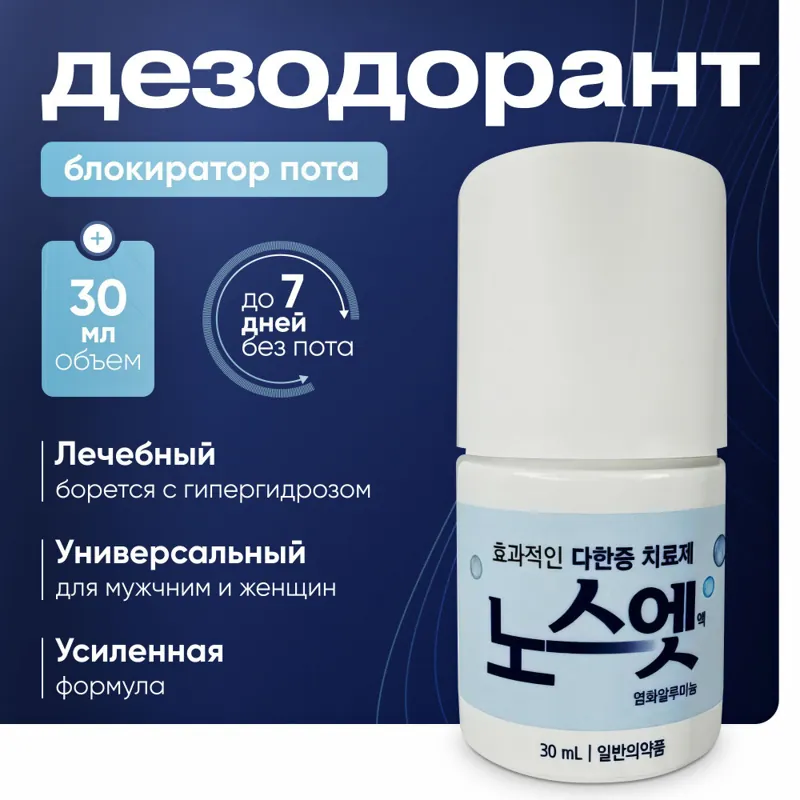 дезодорант
блокиратор пота
30
мл
объем
до 7
дней
без пота
Лечебный
борется с гипергидрозом
Универсальный
для мужчним и женщин
Усиленная
формула
효과적인 다한증 치료제
노스엣액
염화알루미늄
30 mL | 일반의약품